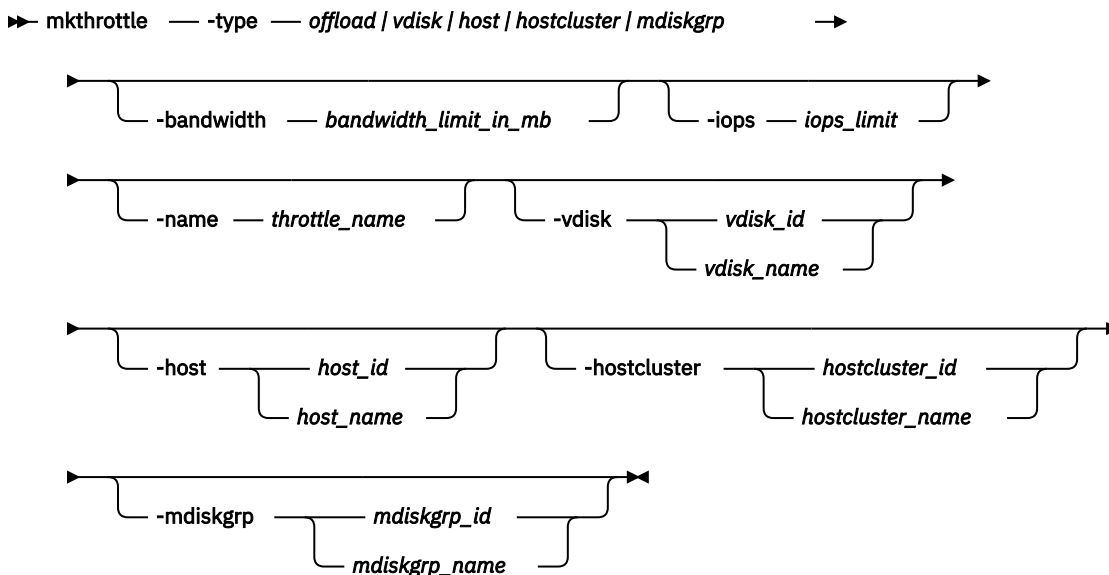 mkthrottle -type offload | vdisk | host | hostcluster | mdiskgrp
-bandwidth bandwidth_limit_in_mb -iops iops_limit
-name throttle_name -vdisk vdisk_id
vdisk_name
-host host_id -hostcluster hostcluster_id
host_name hostcluster_name
-mdiskgrp mdiskgrp_id
mdiskgrp_name